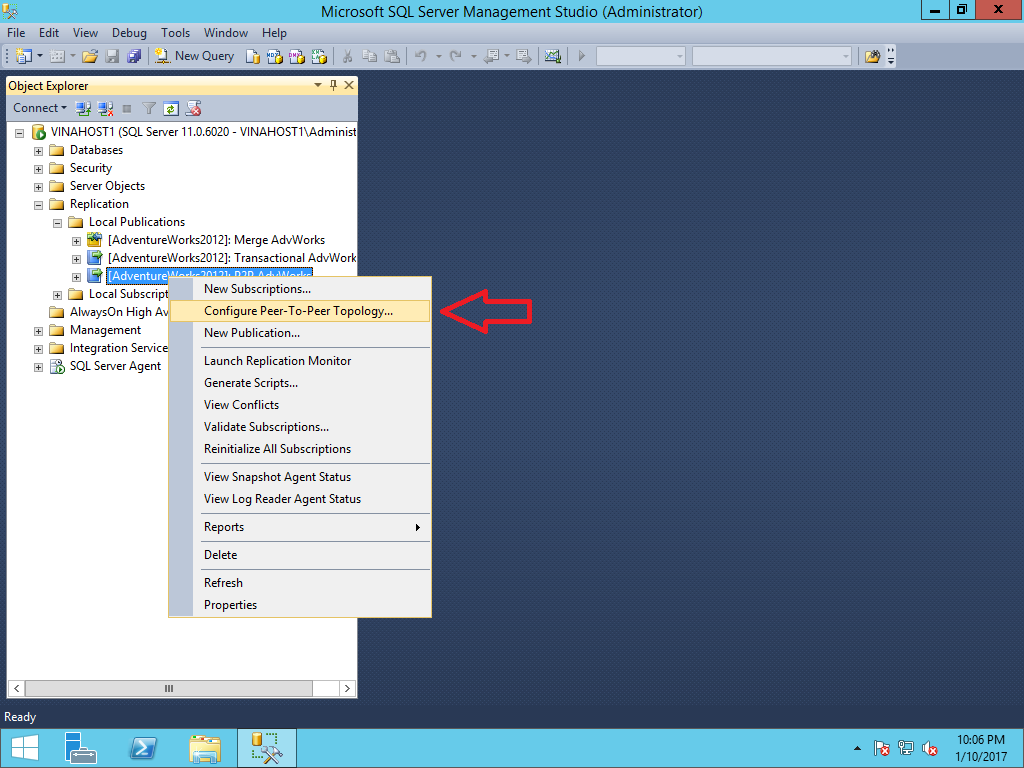 Microsoft SQL Server Management Studio (Administrator)
File Edit View Debug Tools Window Help
New Query
Object Explorer
Connect
VINAHOST1 (SQL Server 11.0.6020 - VINAHOST1\Administ
Databases
Security
Server Objects
Replication
Local Publications
[AdventureWorks2012]: Merge AdvWorks
[AdventureWorks2012]: Transactional AdvWork
[AdventureWorks2012]: P2P AdvWorks
Local Subscript
AlwaysOn High Av
Management
Integration Service
SQL Server Agent
New Subscriptions...
Configure Peer-To-Peer Topology...
New Publication...
Launch Replication Monitor
Generate Scripts...
View Conflicts
Validate Subscriptions...
Reinitialize All Subscriptions
View Snapshot Agent Status
View Log Reader Agent Status
Reports
Delete
Refresh
Properties
Ready
10:06 PM
1/10/2017